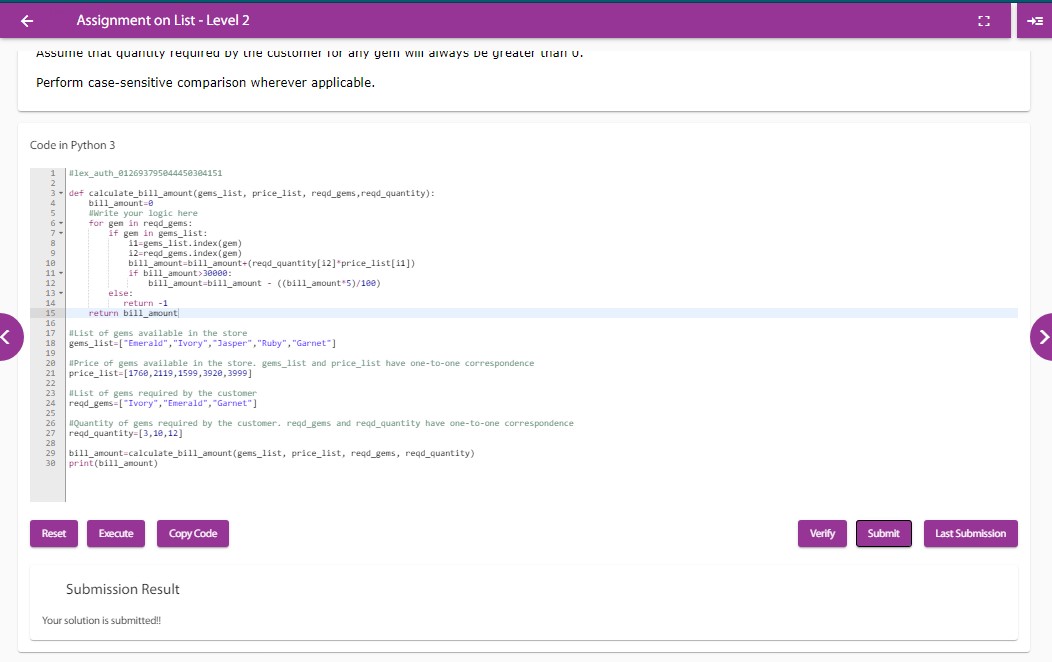 Assignment on List - Level 2
Assume that quantity required by the customer for any gem will always be greater than 0.
Perform case-sensitive comparison wherever applicable.
Code in Python 3
1 #lex_auth_012693795044450304151
2
3 def calculate_bill_amount(gems_list, price_list, reqd_gems,reqd_quantity):
4     bill_amount=0
5     #Write your logic here
6     for gem in reqd_gems:
7         if gem in gems_list:
8             i1=gems_list.index(gem)
9             i2=reqd_gems.index(gem)
10             bill_amount=bill_amount+(reqd_quantity[i2]*price_list[i1])
11             if bill_amount>30000:
12                 bill_amount=bill_amount - ((bill_amount*5)/100)
13         else:
14            return -1
15     return bill_amount
16
17 #List of gems available in the store
18 gems_list=["Emerald","Ivory","Jasper","Ruby","Garnet"]
19
20 #Price of gems available in the store. gems_list and price_list have one-to-one correspondence
21 price_list=[1760,2119,1599,3920,3999]
22
23 #List of gems required by the customer
24 reqd_gems=["Ivory","Emerald","Garnet"]
25
26 #Quantity of gems required by the customer. reqd_gems and reqd_quantity have one-to-one correspondence
27 reqd_quantity=[3,10,12]
28
29 bill_amount=calculate_bill_amount(gems_list, price_list, reqd_gems, reqd_quantity)
30 print(bill_amount)
Reset Execute Copy Code Verify Submit Last Submission
Submission Result
Your solution is submitted!!